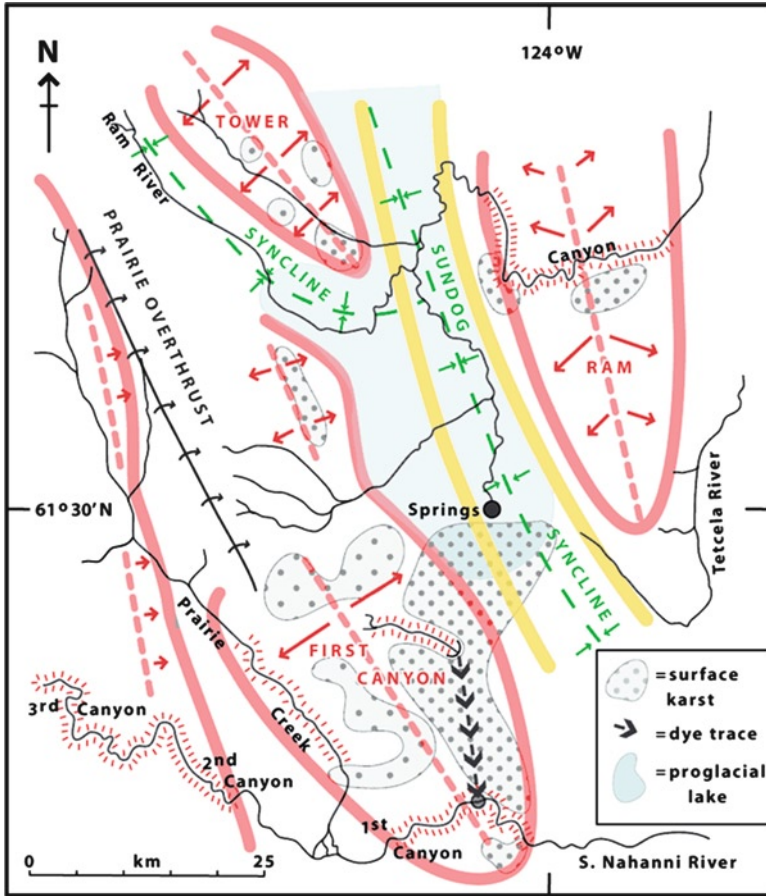 N
124°W
TOWER
Ram River
SYNCLINE
SUNDOG
Canyon
PRAIRIE OVERTHRUST
RAM
61°30'N
Springs
Tetcela River
SYNCLINE
Prairie
Creek
FIRST
CANYON
3rd Canyon
2nd
Canyon
1st
Canyon
S. Nahanni River
0 km 25
=surface
karst
=dye trace
=proglacial
lake